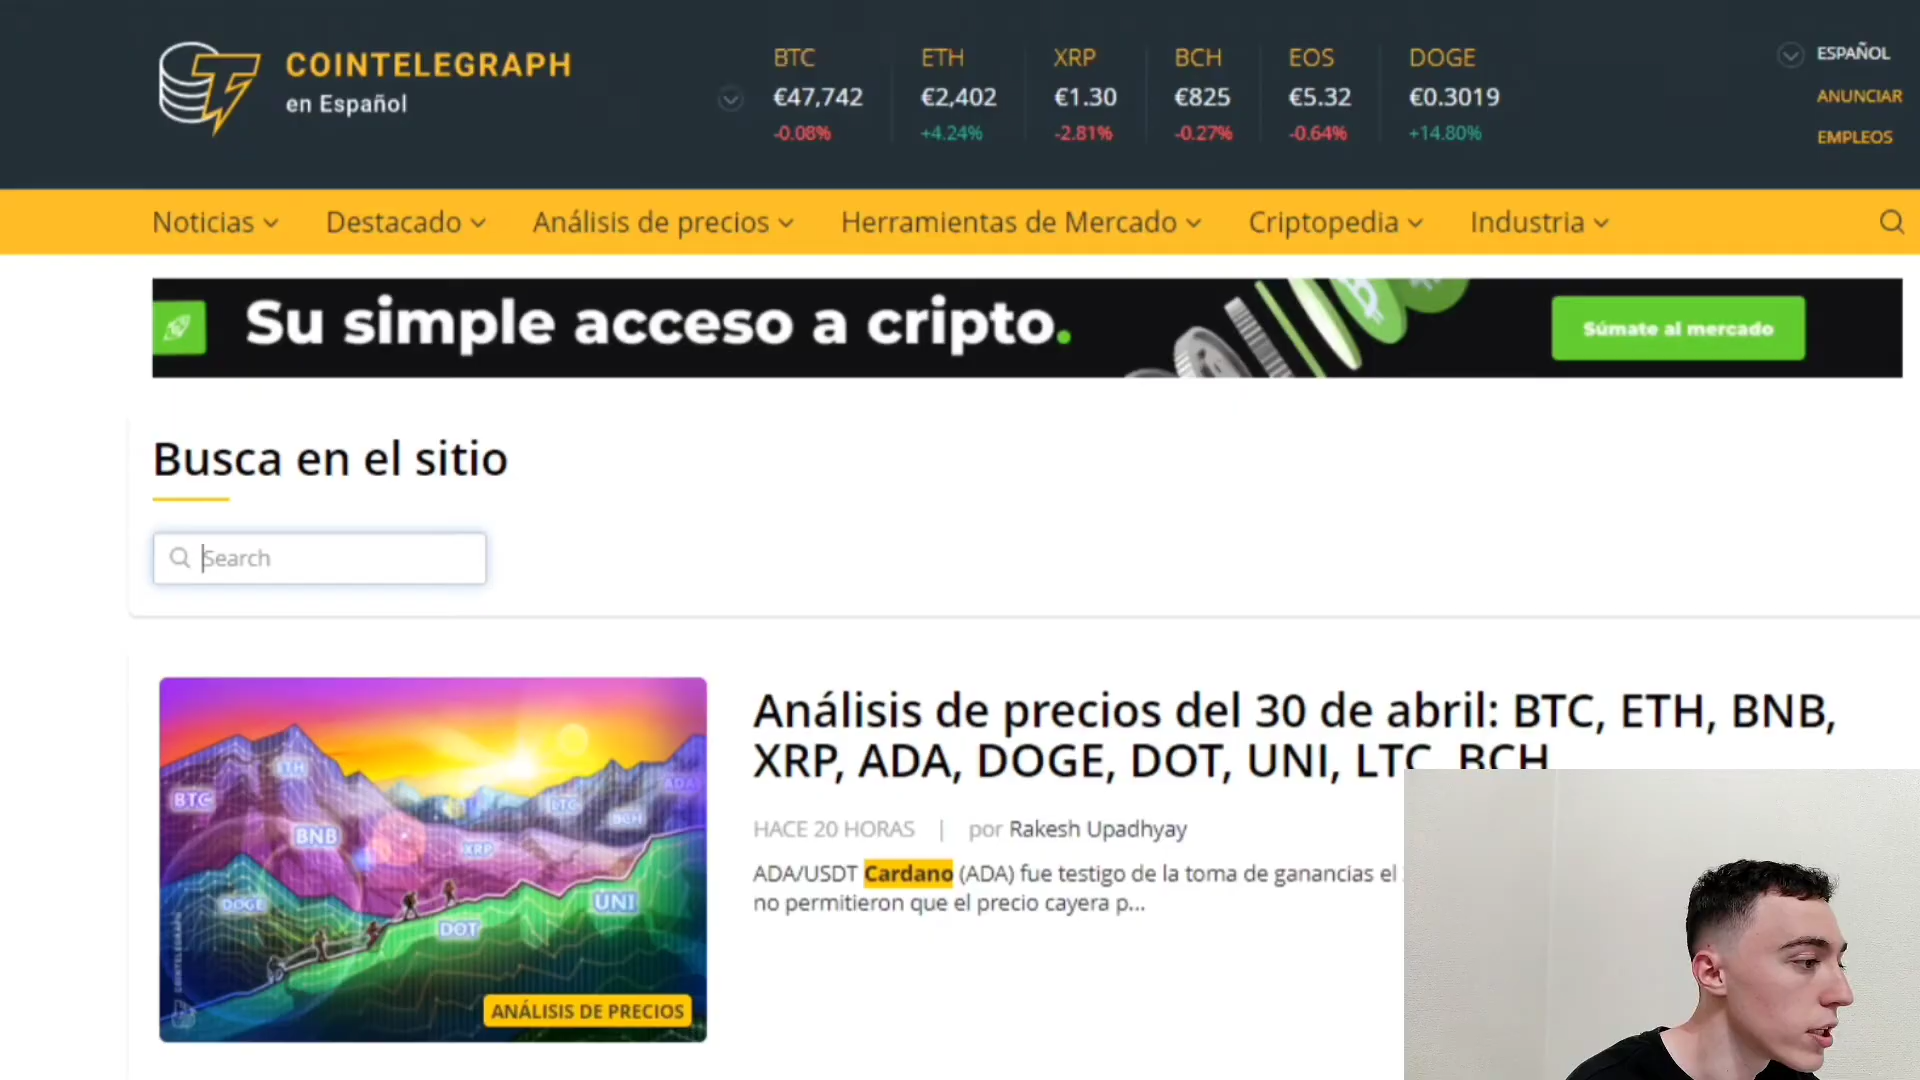 COINTELEGRAPH
en Español
BTC
€47,742
-0.08%
ETH
€2,402
+4.24%
XRP
€1.30
-2.81%
BCH
€825
-0.27%
EOS
€5.32
-0.64%
DOGE
€0.3019
+14.80%
ESPAÑOL
ANUNCIAR
EMPLEOS
Noticias
Destacado
Análisis de precios
Herramientas de Mercado
Criptopedia
Industria
Su simple acceso a cripto.
Súmate al mercado
Busca en el sitio
Search
Análisis de precios del 30 de abril: BTC, ETH, BNB,
XRP, ADA, DOGE, DOT, UNI, LTC, BCH
HACE 20 HORAS | por Rakesh Upadhyay
ADA/USDT Cardano (ADA) fue testigo de la toma de ganancias el
no permitieron que el precio cayera p...
ETH
BTC
BNB
XRP
LTC
BCH
ADA
DOGE
DOT
UNI
COINTELEGRAPH
ANÁLISIS DE PRECIOS